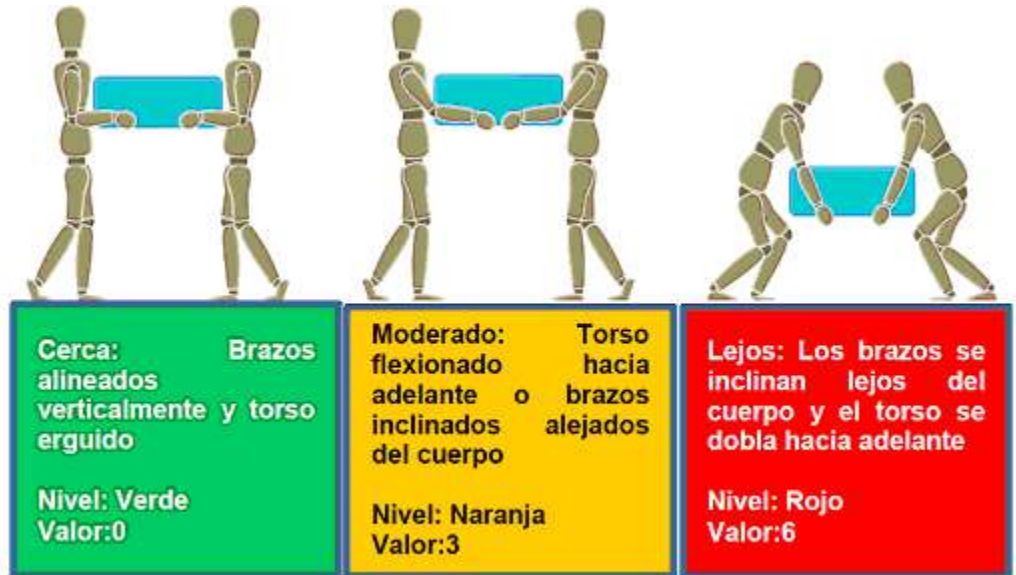 Cerca: Brazos
alineados
verticalmente y torso
erguido
Nivel: Verde
Valor:0
Moderado: Torso
flexionado hacia
adelante o brazos
inclinados alejados
del cuerpo
Nivel: Naranja
Valor:3
Lejos: Los brazos se
inclinan lejos del
cuerpo y el torso se
dobla hacia adelante
Nivel: Rojo
Valor:6